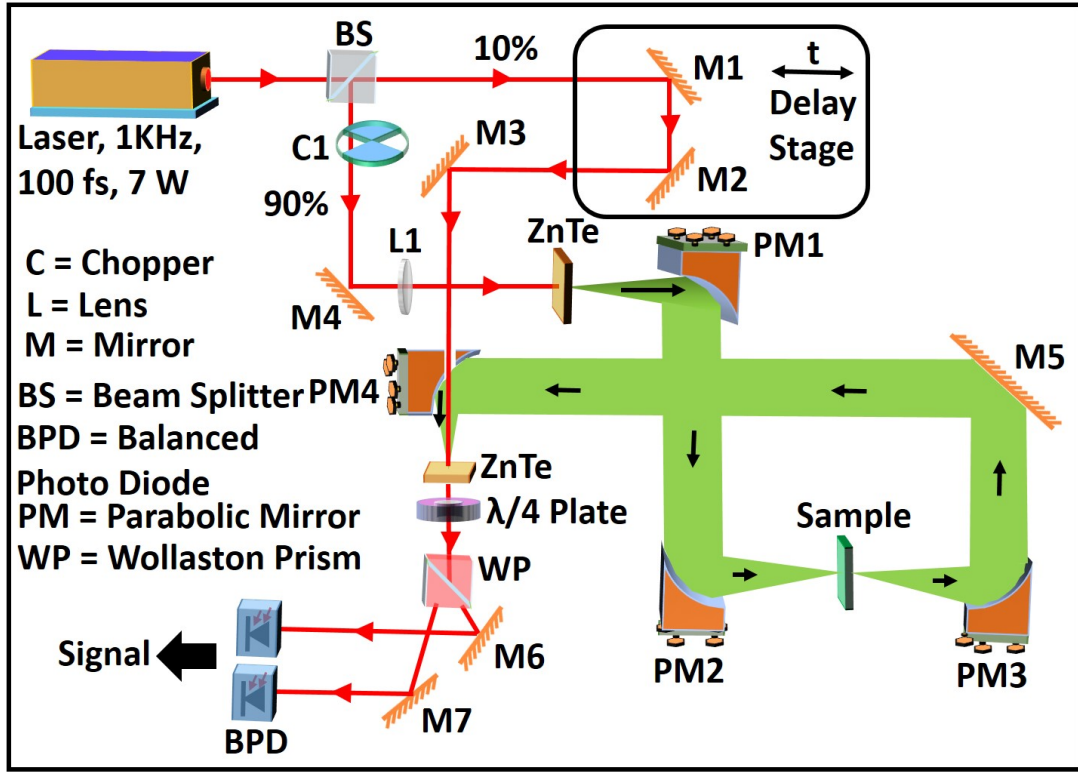 BS
10%
M1
t
Delay
Stage
Laser, 1KHz,
100 fs, 7 W
C1
M3
M2
90%
ZnTe
PM1
L1
M4
C = Chopper
L = Lens
M = Mirror
BS = Beam Splitter
BPD = Balanced
Photo Diode
PM = Parabolic Mirror
WP = Wollaston Prism
PM4
M5
ZnTe
λ/4 Plate
Sample
WP
Signal
M6
PM2
PM3
M7
BPD